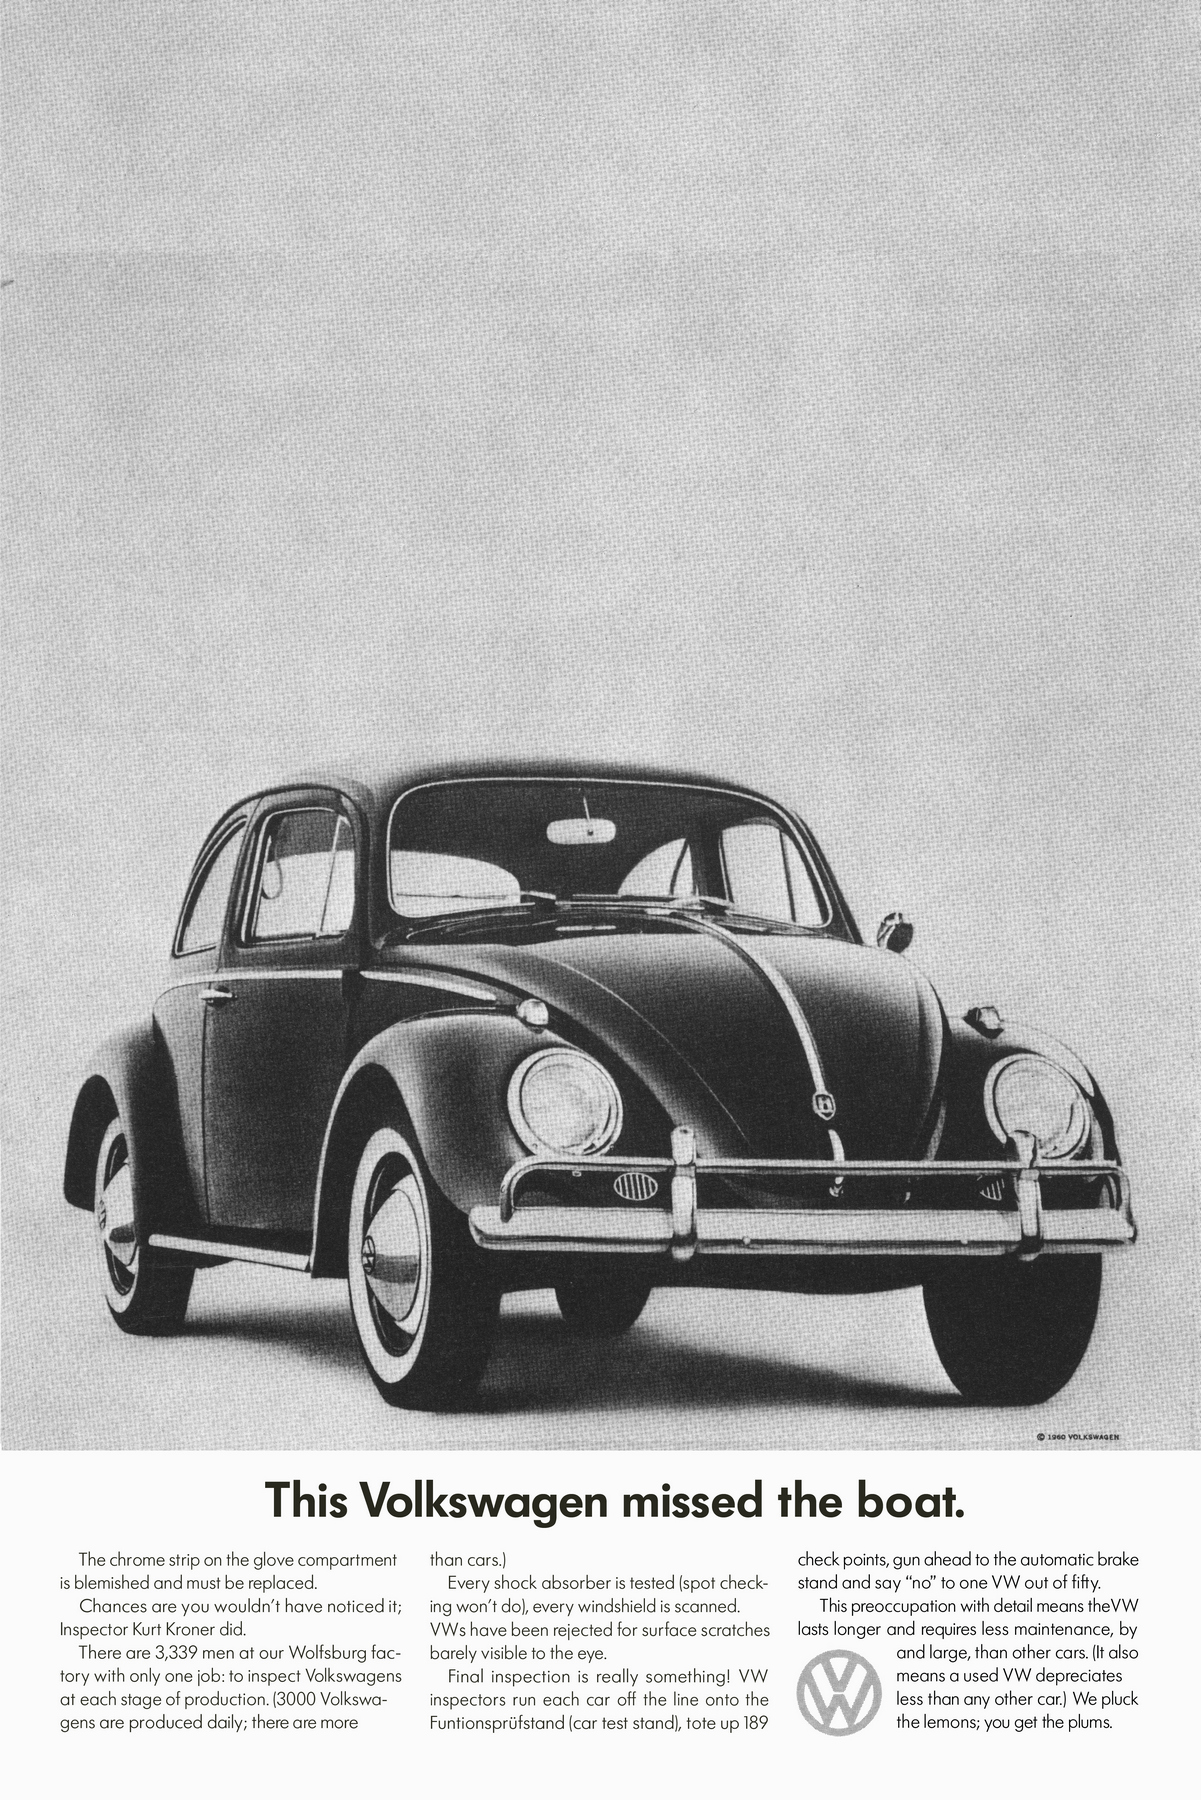 © 1960 VOLKSWAGEN
This Volkswagen missed the boat.
The chrome strip on the glove compartment
is blemished and must be replaced.
Chances are you wouldn't have noticed it;
Inspector Kurt Kroner did.
There are 3,339 men at our Wolfsburg fac-
tory with only one job: to inspect Volkswagens
at each stage of production. (3000 Volkswa-
gens are produced daily; there are more
than cars.)
Every shock absorber is tested (spot check-
ing won't do), every windshield is scanned.
VWs have been rejected for surface scratches
barely visible to the eye.
Final inspection is really something! VW
inspectors run each car off the line onto the
Funtionsprüfstand (car test stand), tote up 189
check points, gun ahead to the automatic brake
stand and say “no” to one VW out of fifty.
This preoccupation with detail means theVW
lasts longer and requires less maintenance, by
and large, than other cars. (It also
means a used VW depreciates
less than any other car.) We pluck
the lemons; you get the plums.
VW